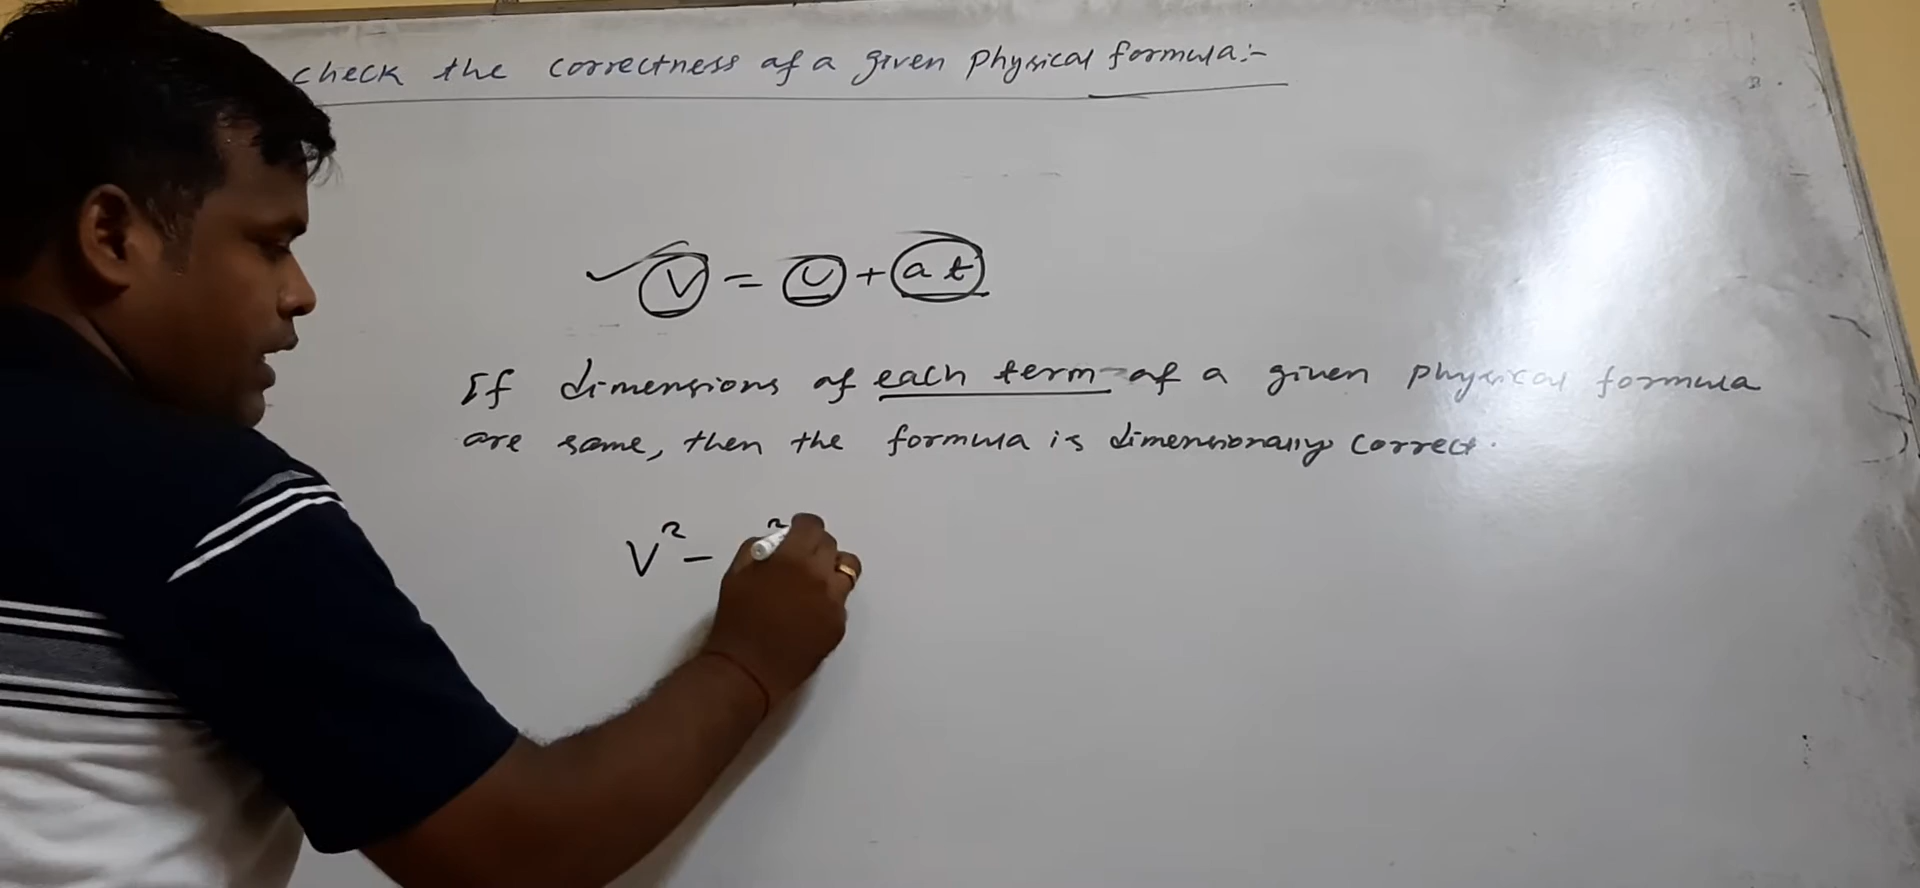 check the correctness of a given physical formula:-
V = U + at
If dimensions of each term of a given physical formula
are same, then the formula is dimensionally correct.
V² - ²